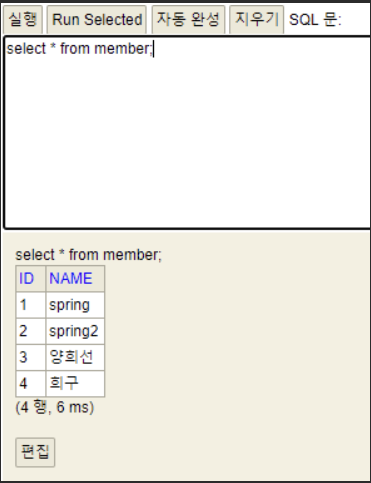 실행 Run Selected 자동 완성 지우기 SQL 문:
select * from member;
select * from member;
ID NAME
1 spring
2 spring2
3 양희선
4 희구
(4 행, 6 ms)
편집